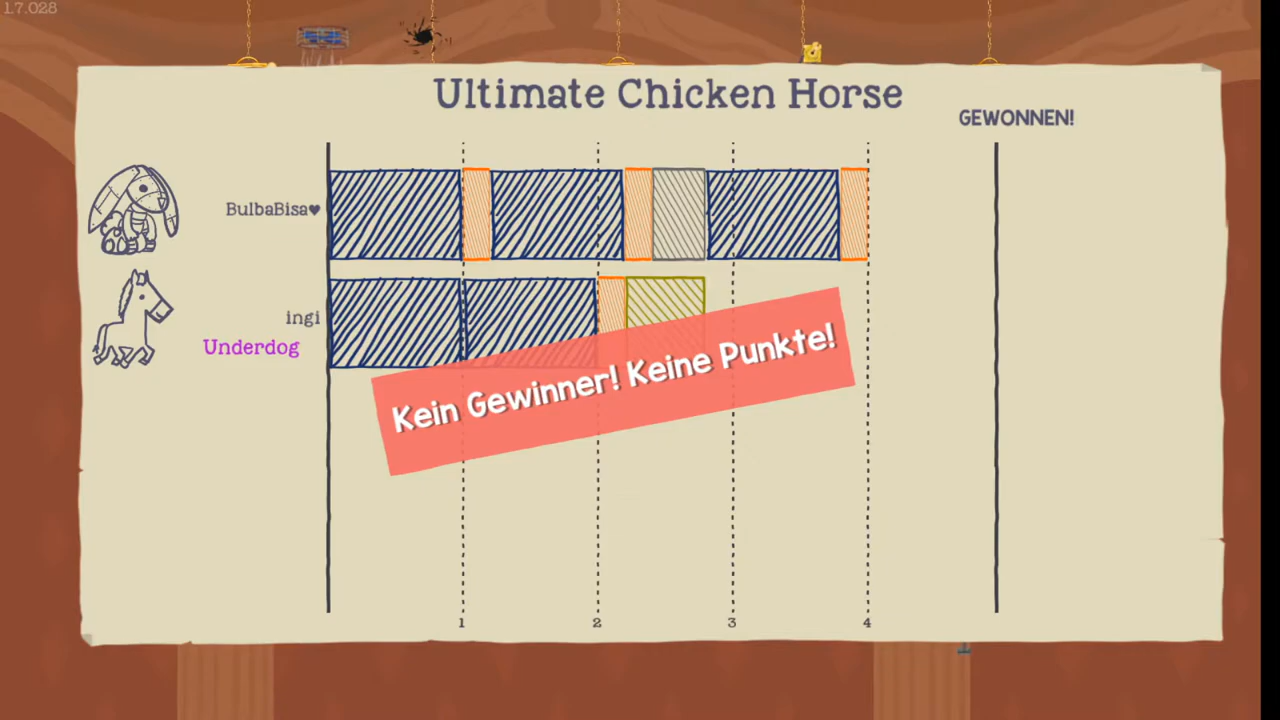 1.7.028
Ultimate Chicken Horse
GEWONNEN!
BulbaBisa♥
ingi
Underdog
Kein Gewinner! Keine Punkte!
1 2 3 4